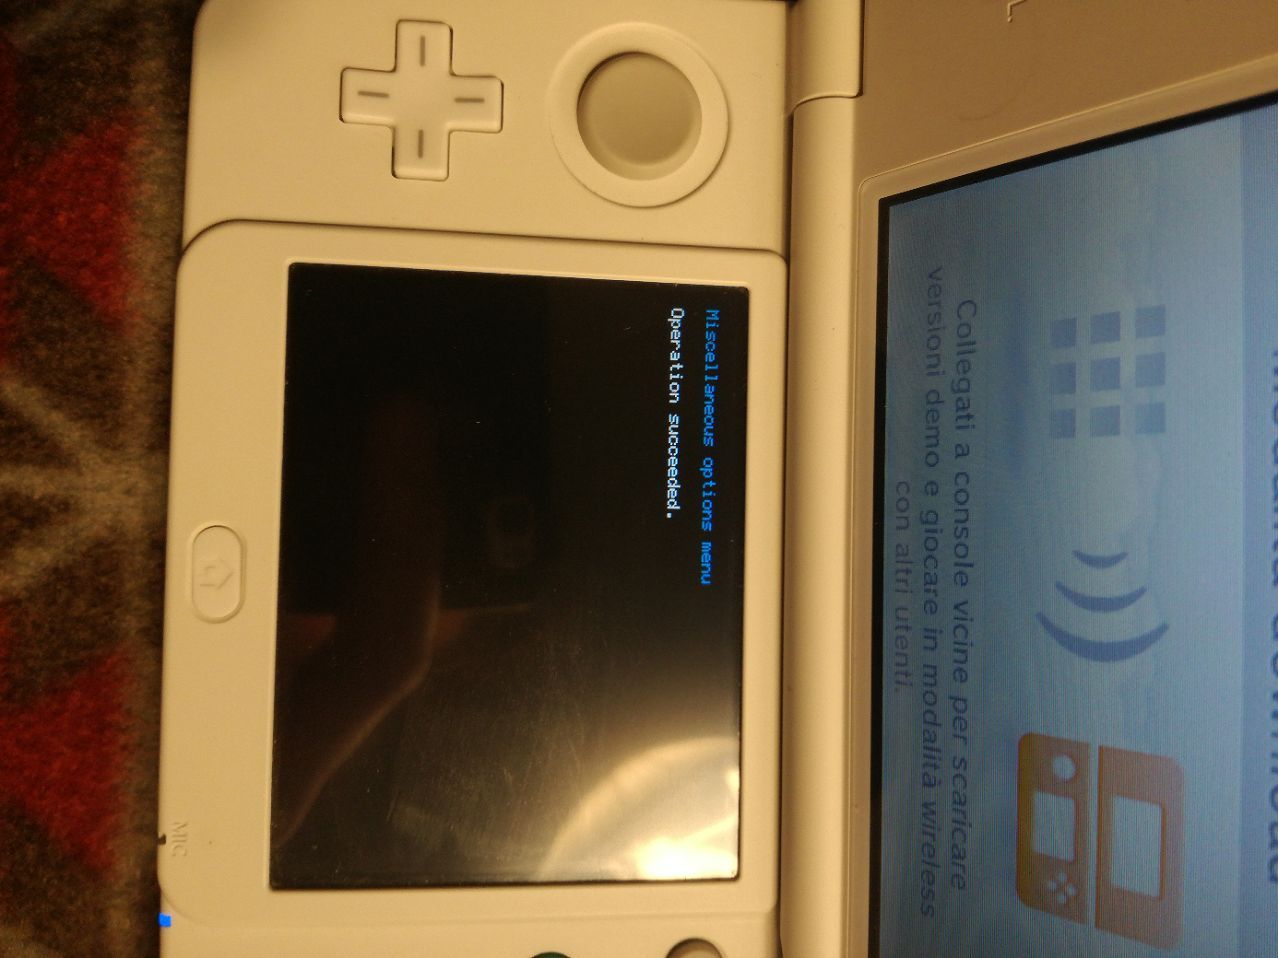 Collegati a console vicine per scaricare
versioni demo e giocare in modalità wireless
con altri utenti.
Miscellaneous options menu
Operation succeeded.
MIC